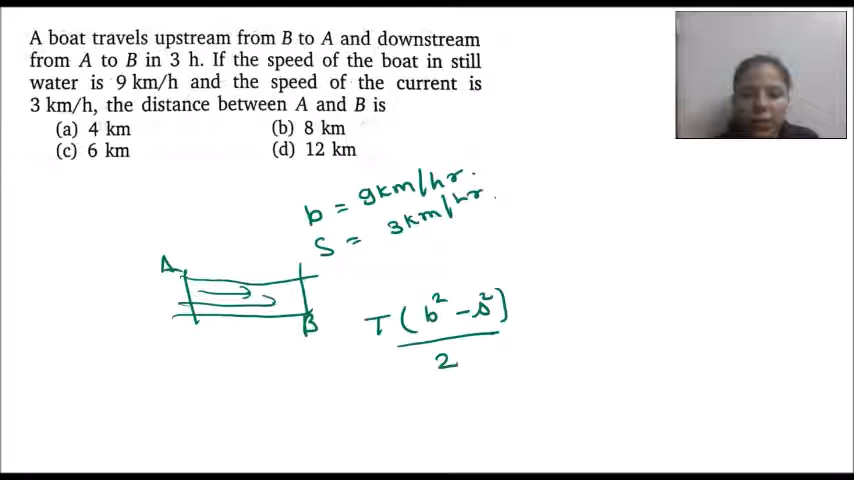 A boat travels upstream from B to A and downstream
from A to B in 3 h. If the speed of the boat in still
water is 9 km/h and the speed of the current is
3 km/h, the distance between A and B is
(a) 4 km (b) 8 km
(c) 6 km (d) 12 km
b = 9km/hr.
S = 3km/hr.
A
B
T(b² - s²)
2